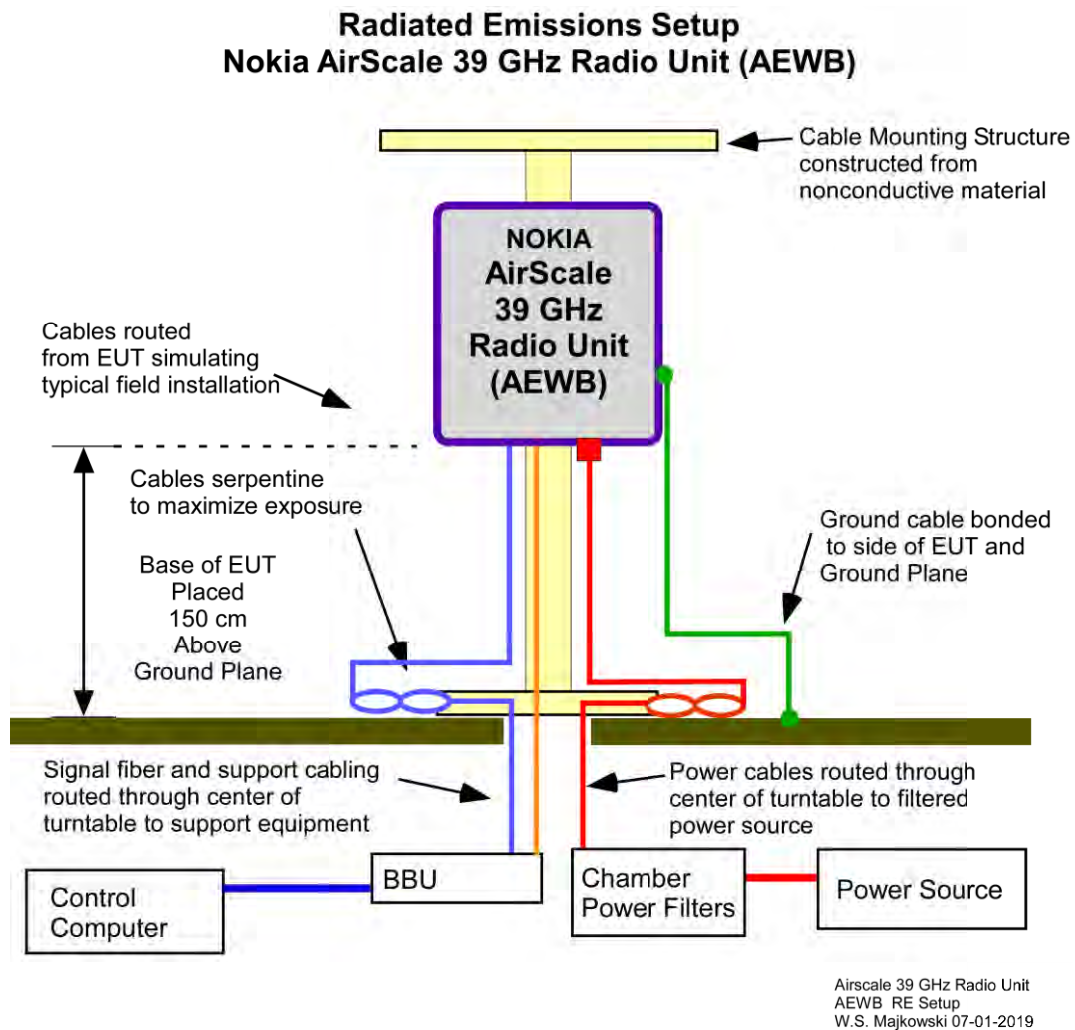 Radiated Emissions Setup
Nokia AirScale 39 GHz Radio Unit (AEWB)
Cable Mounting Structure
constructed from
nonconductive material
NOKIA
AirScale
39 GHz
Radio Unit
(AEWB)
Cables routed
from EUT simulating
typical field installation
Cables serpentine
to maximize exposure
Base of EUT
Placed
150 cm
Above
Ground Plane
Ground cable bonded
to side of EUT and
Ground Plane
Signal fiber and support cabling
routed through center of
turntable to support equipment
Power cables routed through
center of turntable to filtered
power source
Control
Computer
BBU
Chamber
Power Filters
Power Source
Airscale 39 GHz Radio Unit
AEWB RE Setup
W.S. Majkowski 07-01-2019